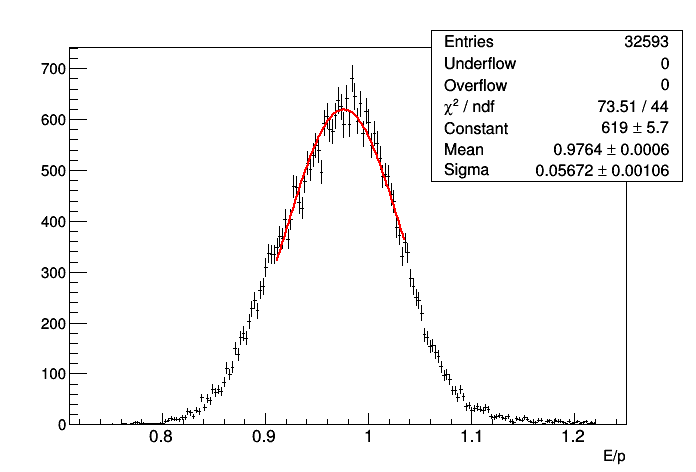 Entries 32593
Underflow 0
Overflow 0
χ² / ndf 73.51 / 44
Constant 619 ± 5.7
Mean 0.9764 ± 0.0006
Sigma 0.05672 ± 0.00106
700
600
500
400
300
200
100
0
0.8 0.9 1 1.1 1.2
E/p